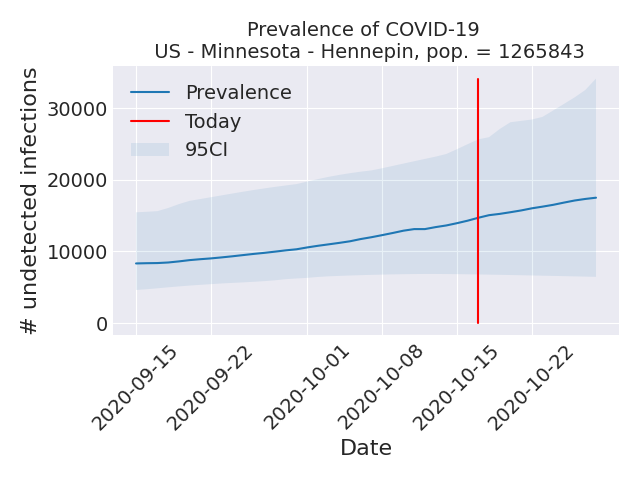 Prevalence of COVID-19
US - Minnesota - Hennepin, pop. = 1265843
# undetected infections
30000
20000
10000
0
Prevalence
Today
95CI
2020-09-15
2020-09-22
2020-10-01
2020-10-08
2020-10-15
2020-10-22
Date